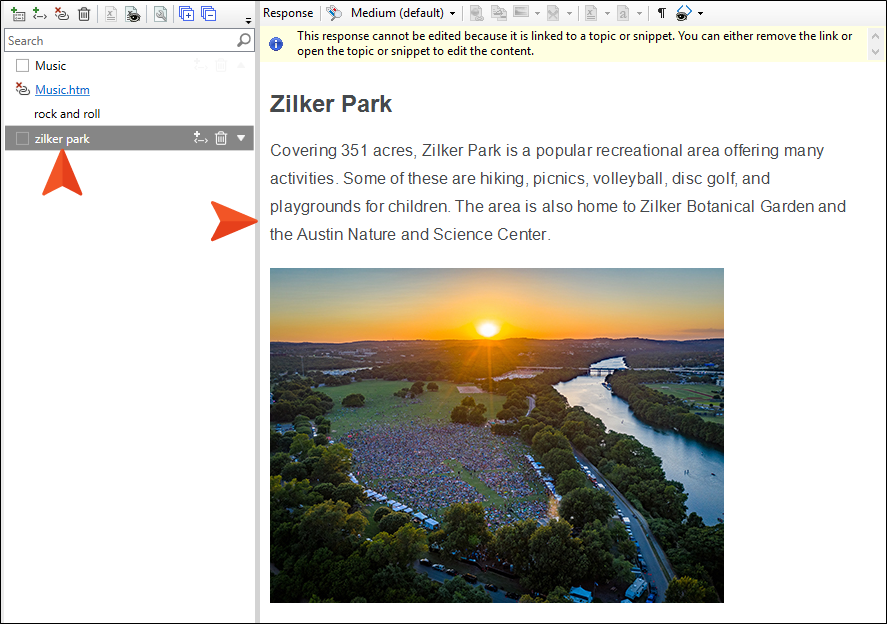 Response
Medium (default)
Search
This response cannot be edited because it is linked to a topic or snippet. You can either remove the link or
open the topic or snippet to edit the content.
Music
Music.htm
rock and roll
zilker park
Zilker Park
Covering 351 acres, Zilker Park is a popular recreational area offering many
activities. Some of these are hiking, picnics, volleyball, disc golf, and
playgrounds for children. The area is also home to Zilker Botanical Garden and
the Austin Nature and Science Center.